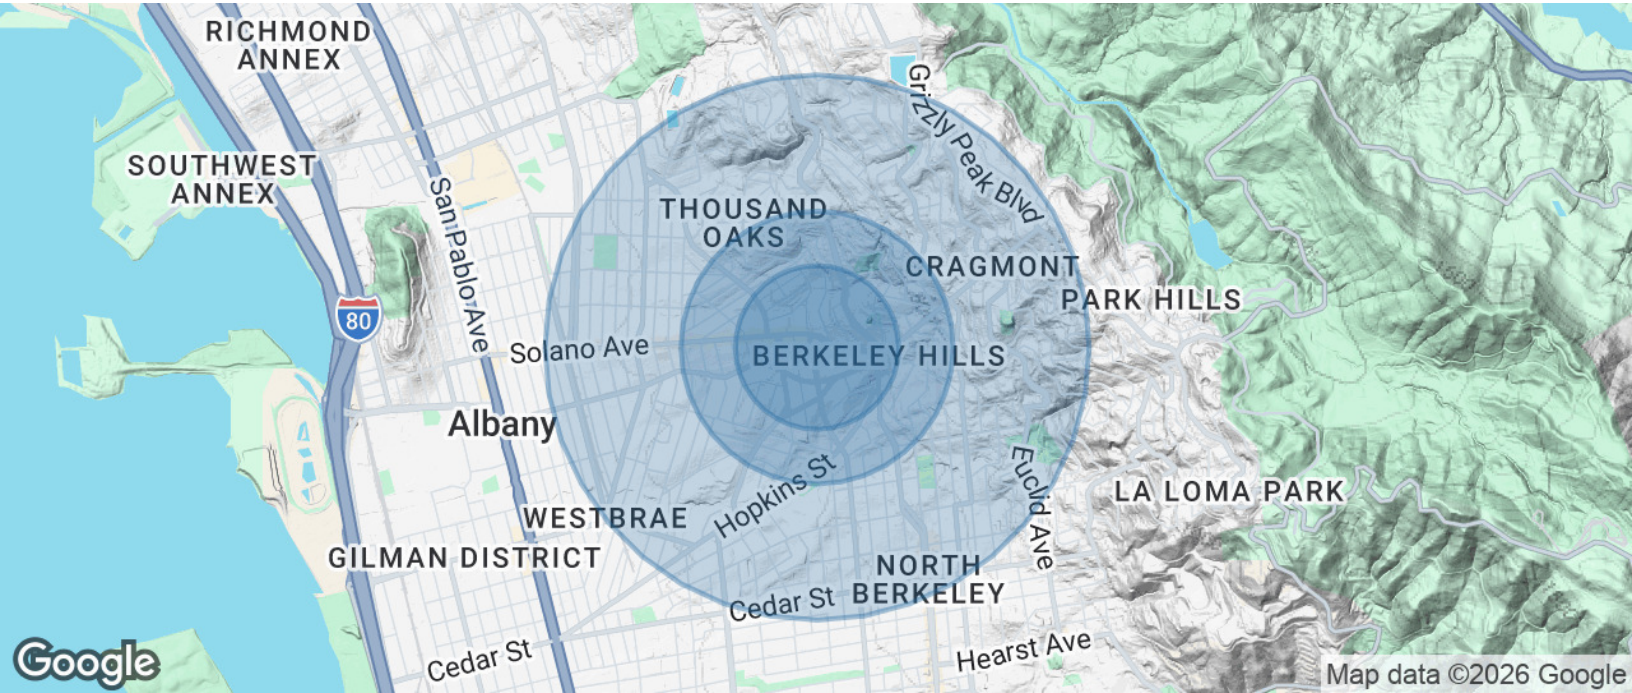 RICHMOND
ANNEX
Grizzly Peak Blvd
SOUTHWEST
ANNEX
San Pablo Ave
THOUSAND
OAKS
CRAGMONT
PARK HILLS
80
Solano Ave
BERKELEY HILLS
Albany
Hopkins St
Euclid Ave
LA LOMA PARK
WESTBRAE
GILMAN DISTRICT
NORTH
BERKELEY
Cedar St
Cedar St
Hearst Ave
Google
Map data ©2026 Google